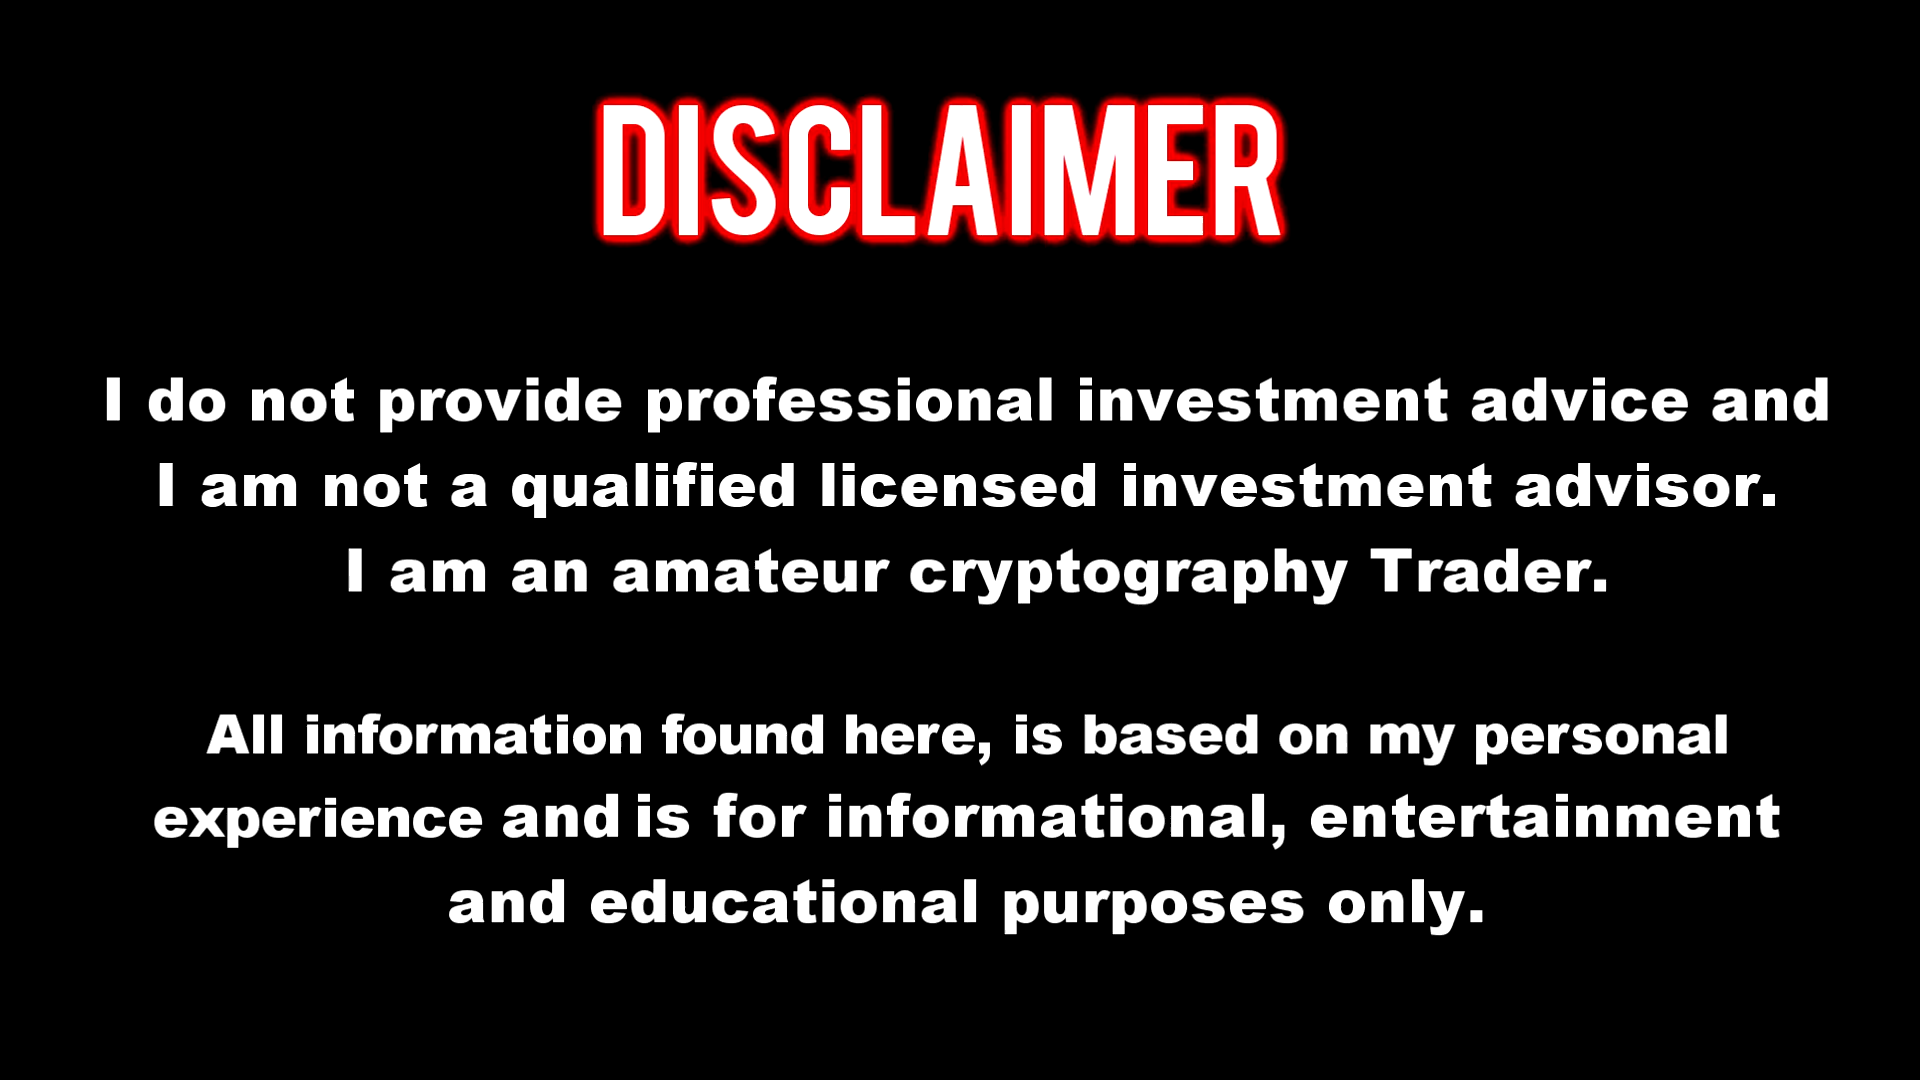 DISCLAIMER
I do not provide professional investment advice and
I am not a qualified licensed investment advisor.
I am an amateur cryptography Trader.
All information found here, is based on my personal
experience and is for informational, entertainment
and educational purposes only.